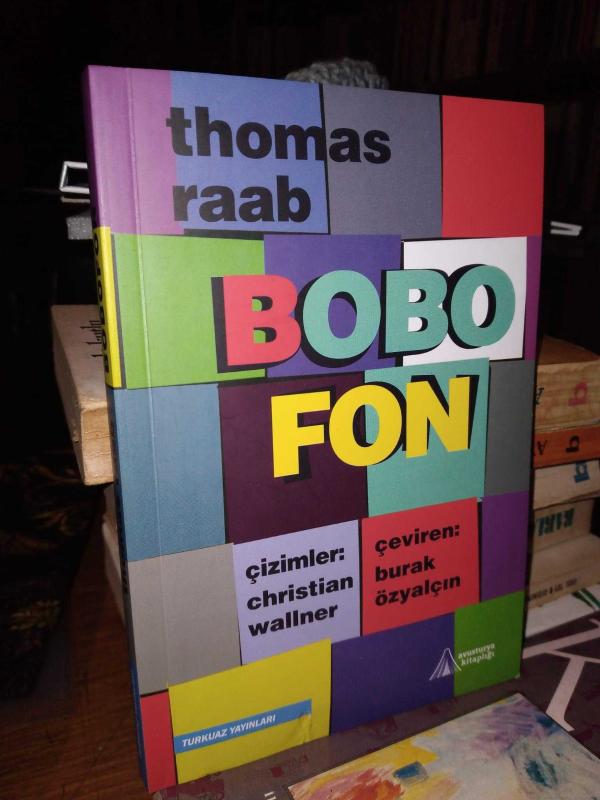 thomas
raab
BOBO
FON
çizimler:
christian
wallner
çeviren:
burak
özyalçın
avusturya
kitaplığı
TURKUAZ YAYINLARI